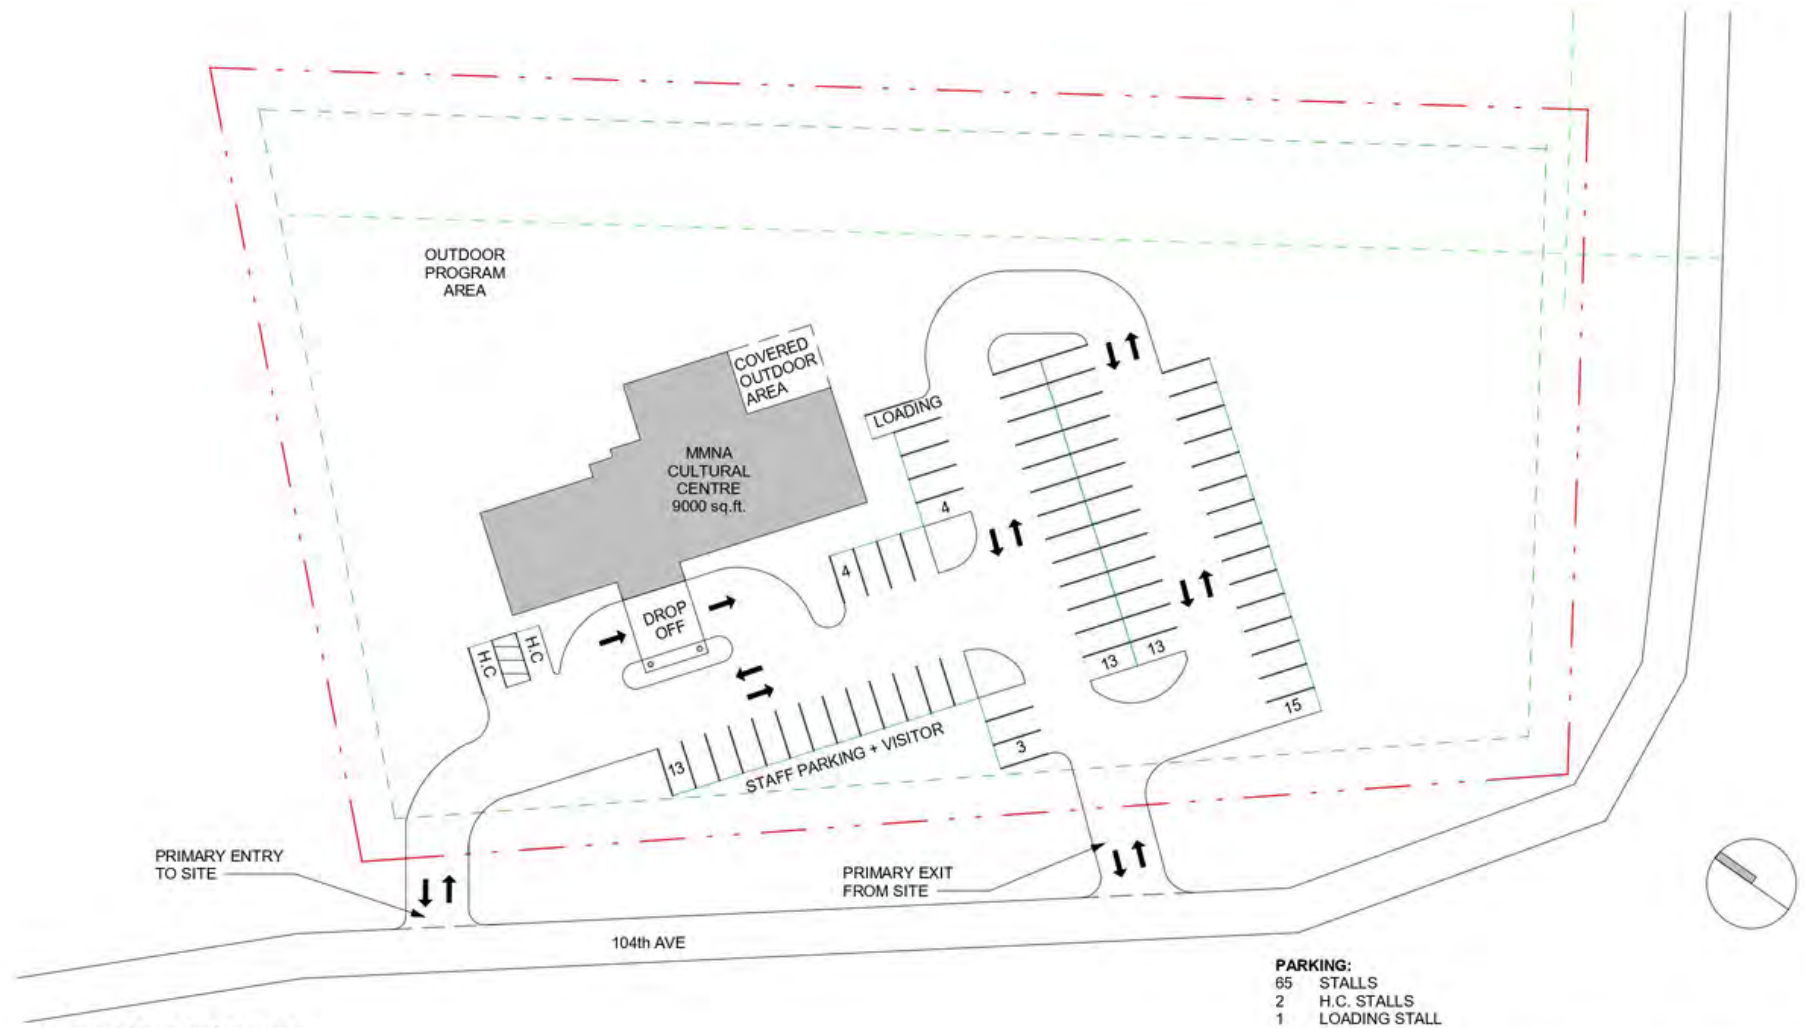 OUTDOOR
PROGRAM
AREA
COVERED
OUTDOOR
AREA
LOADING
MMNA
CULTURAL
CENTRE
9000 sq.ft.
4
4
DROP
OFF
H.C
H.C
13
13
15
3
13
STAFF PARKING + VISITOR
PRIMARY ENTRY
TO SITE
PRIMARY EXIT
FROM SITE
104th AVE
PARKING:
65 STALLS
2 H.C. STALLS
1 LOADING STALL